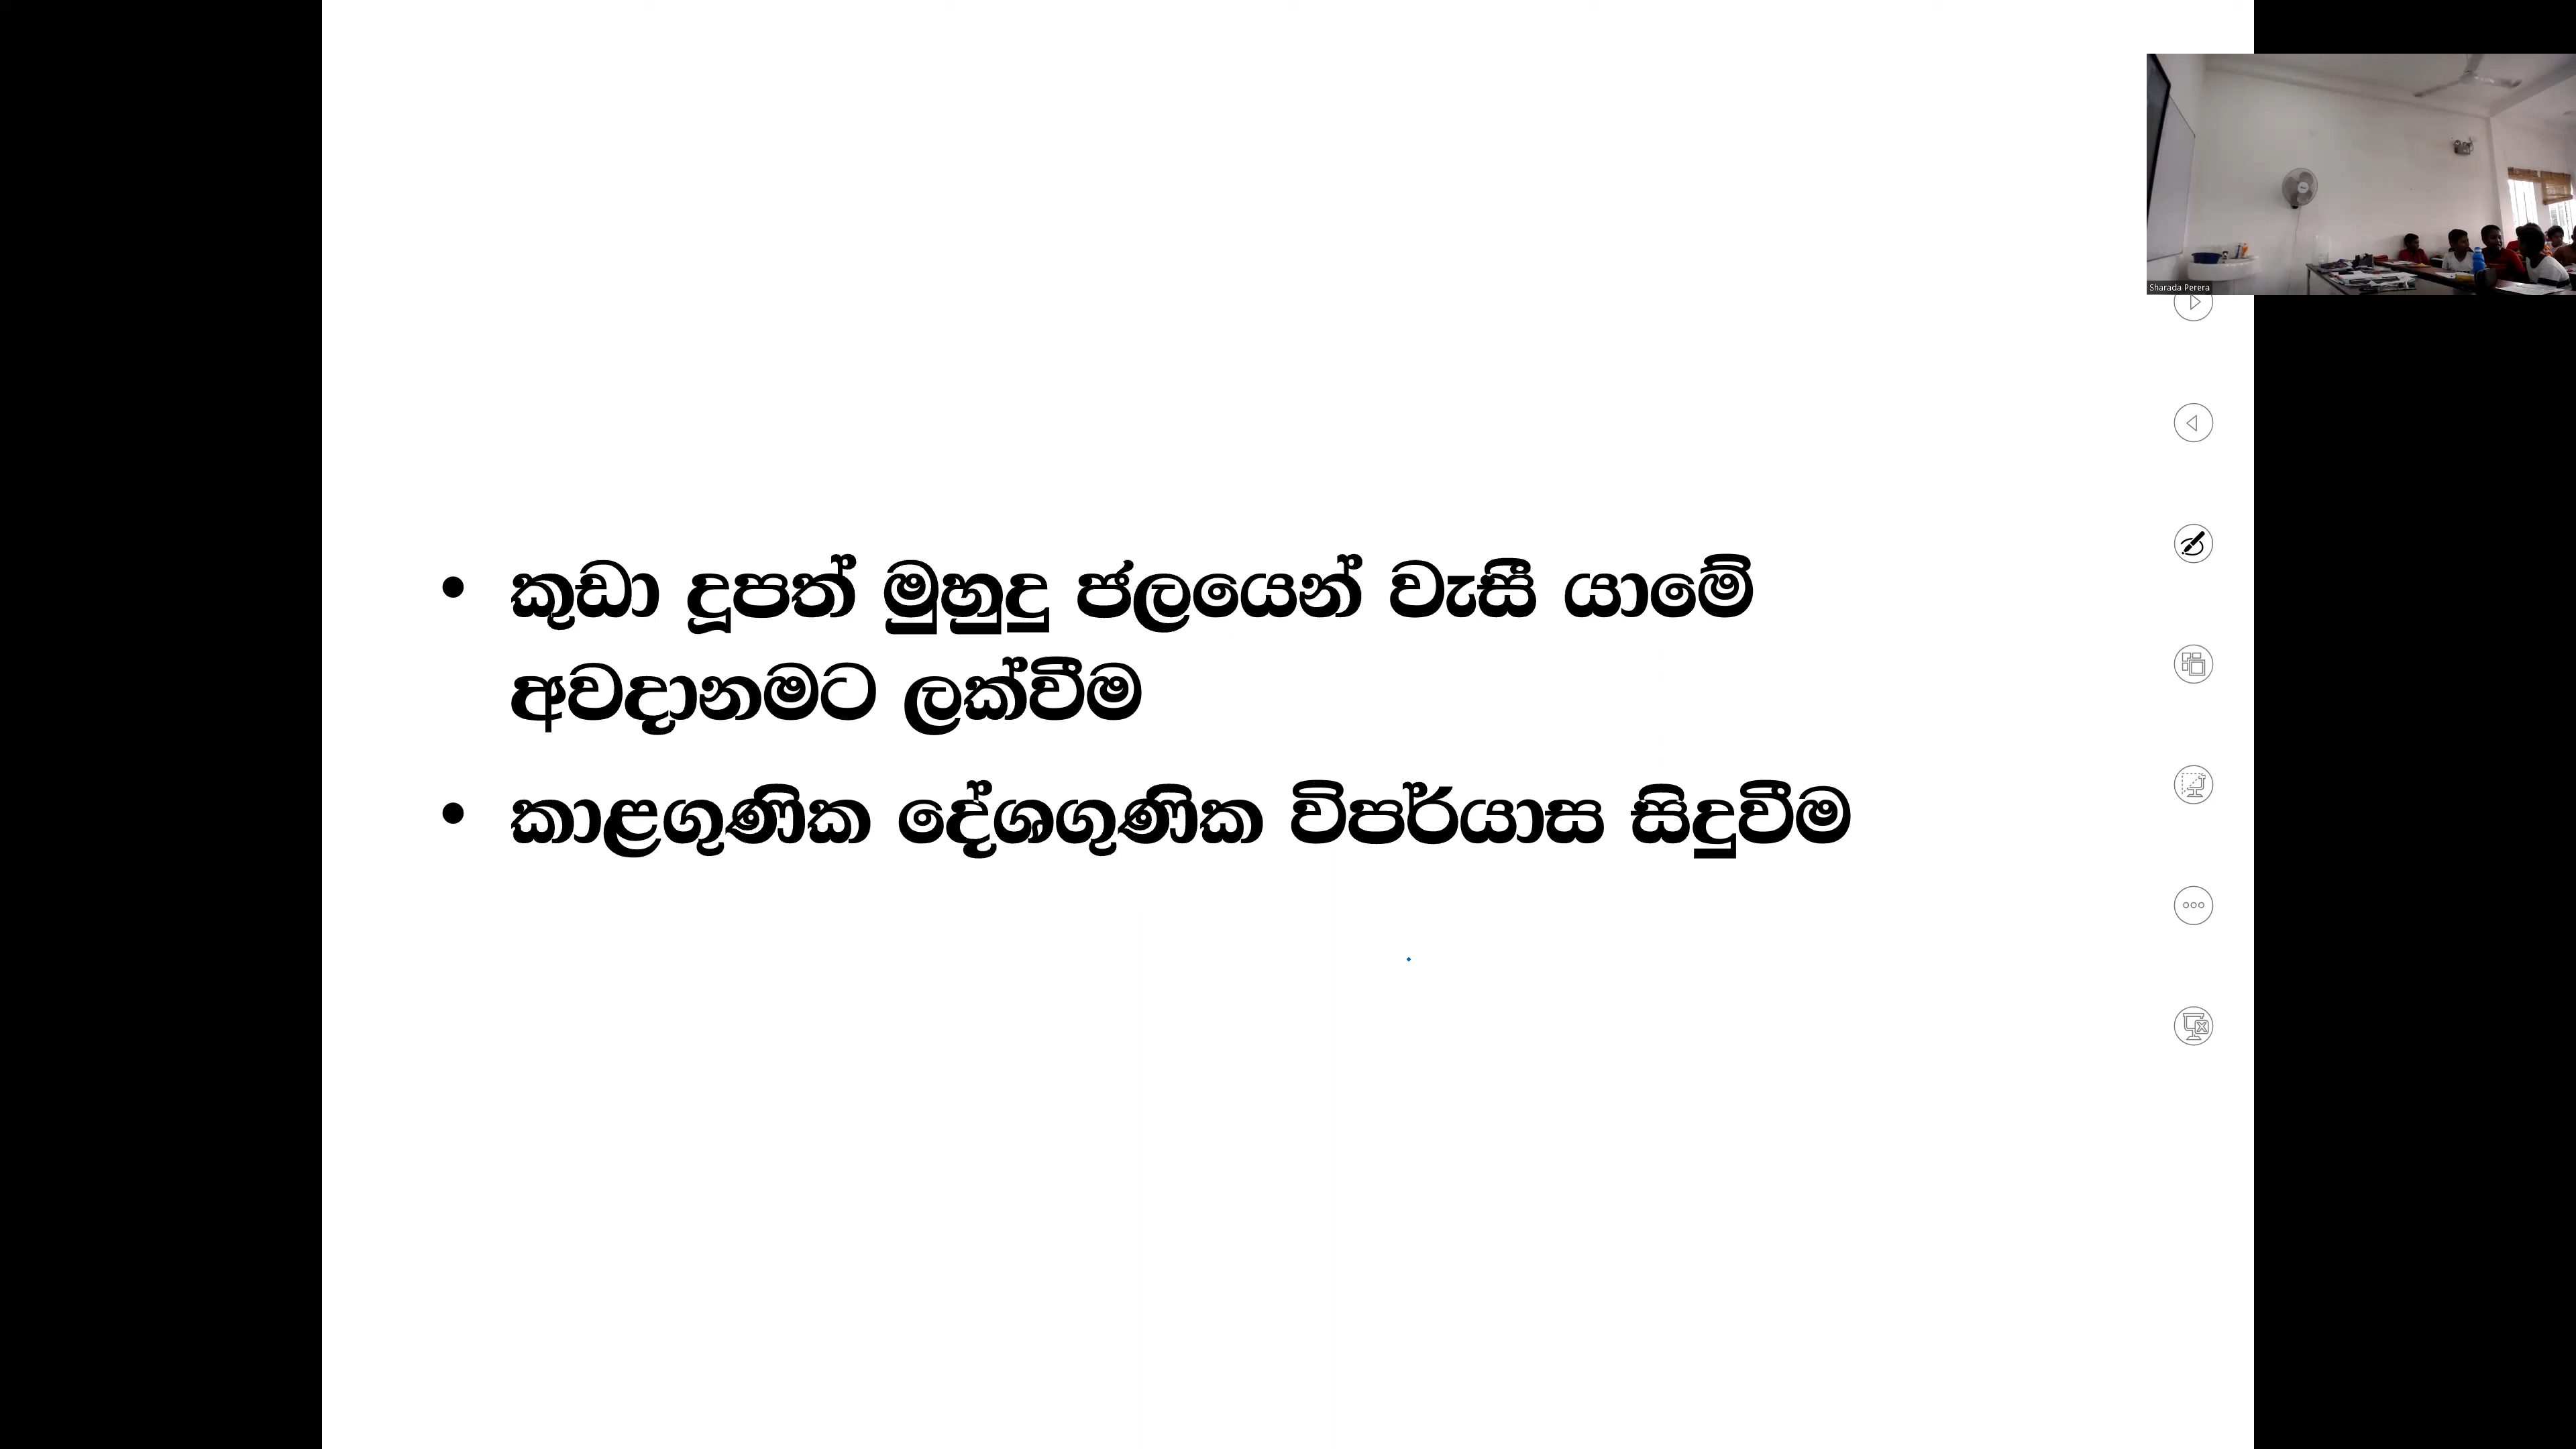 Sharada Perera
• කුඩා දූපත් මුහුදු ජලයෙන් වැසී යාමේ
අවදානමට ලක්වීම
• කාළගුණික දේශගුණික විපර්යාස සිදුවීම